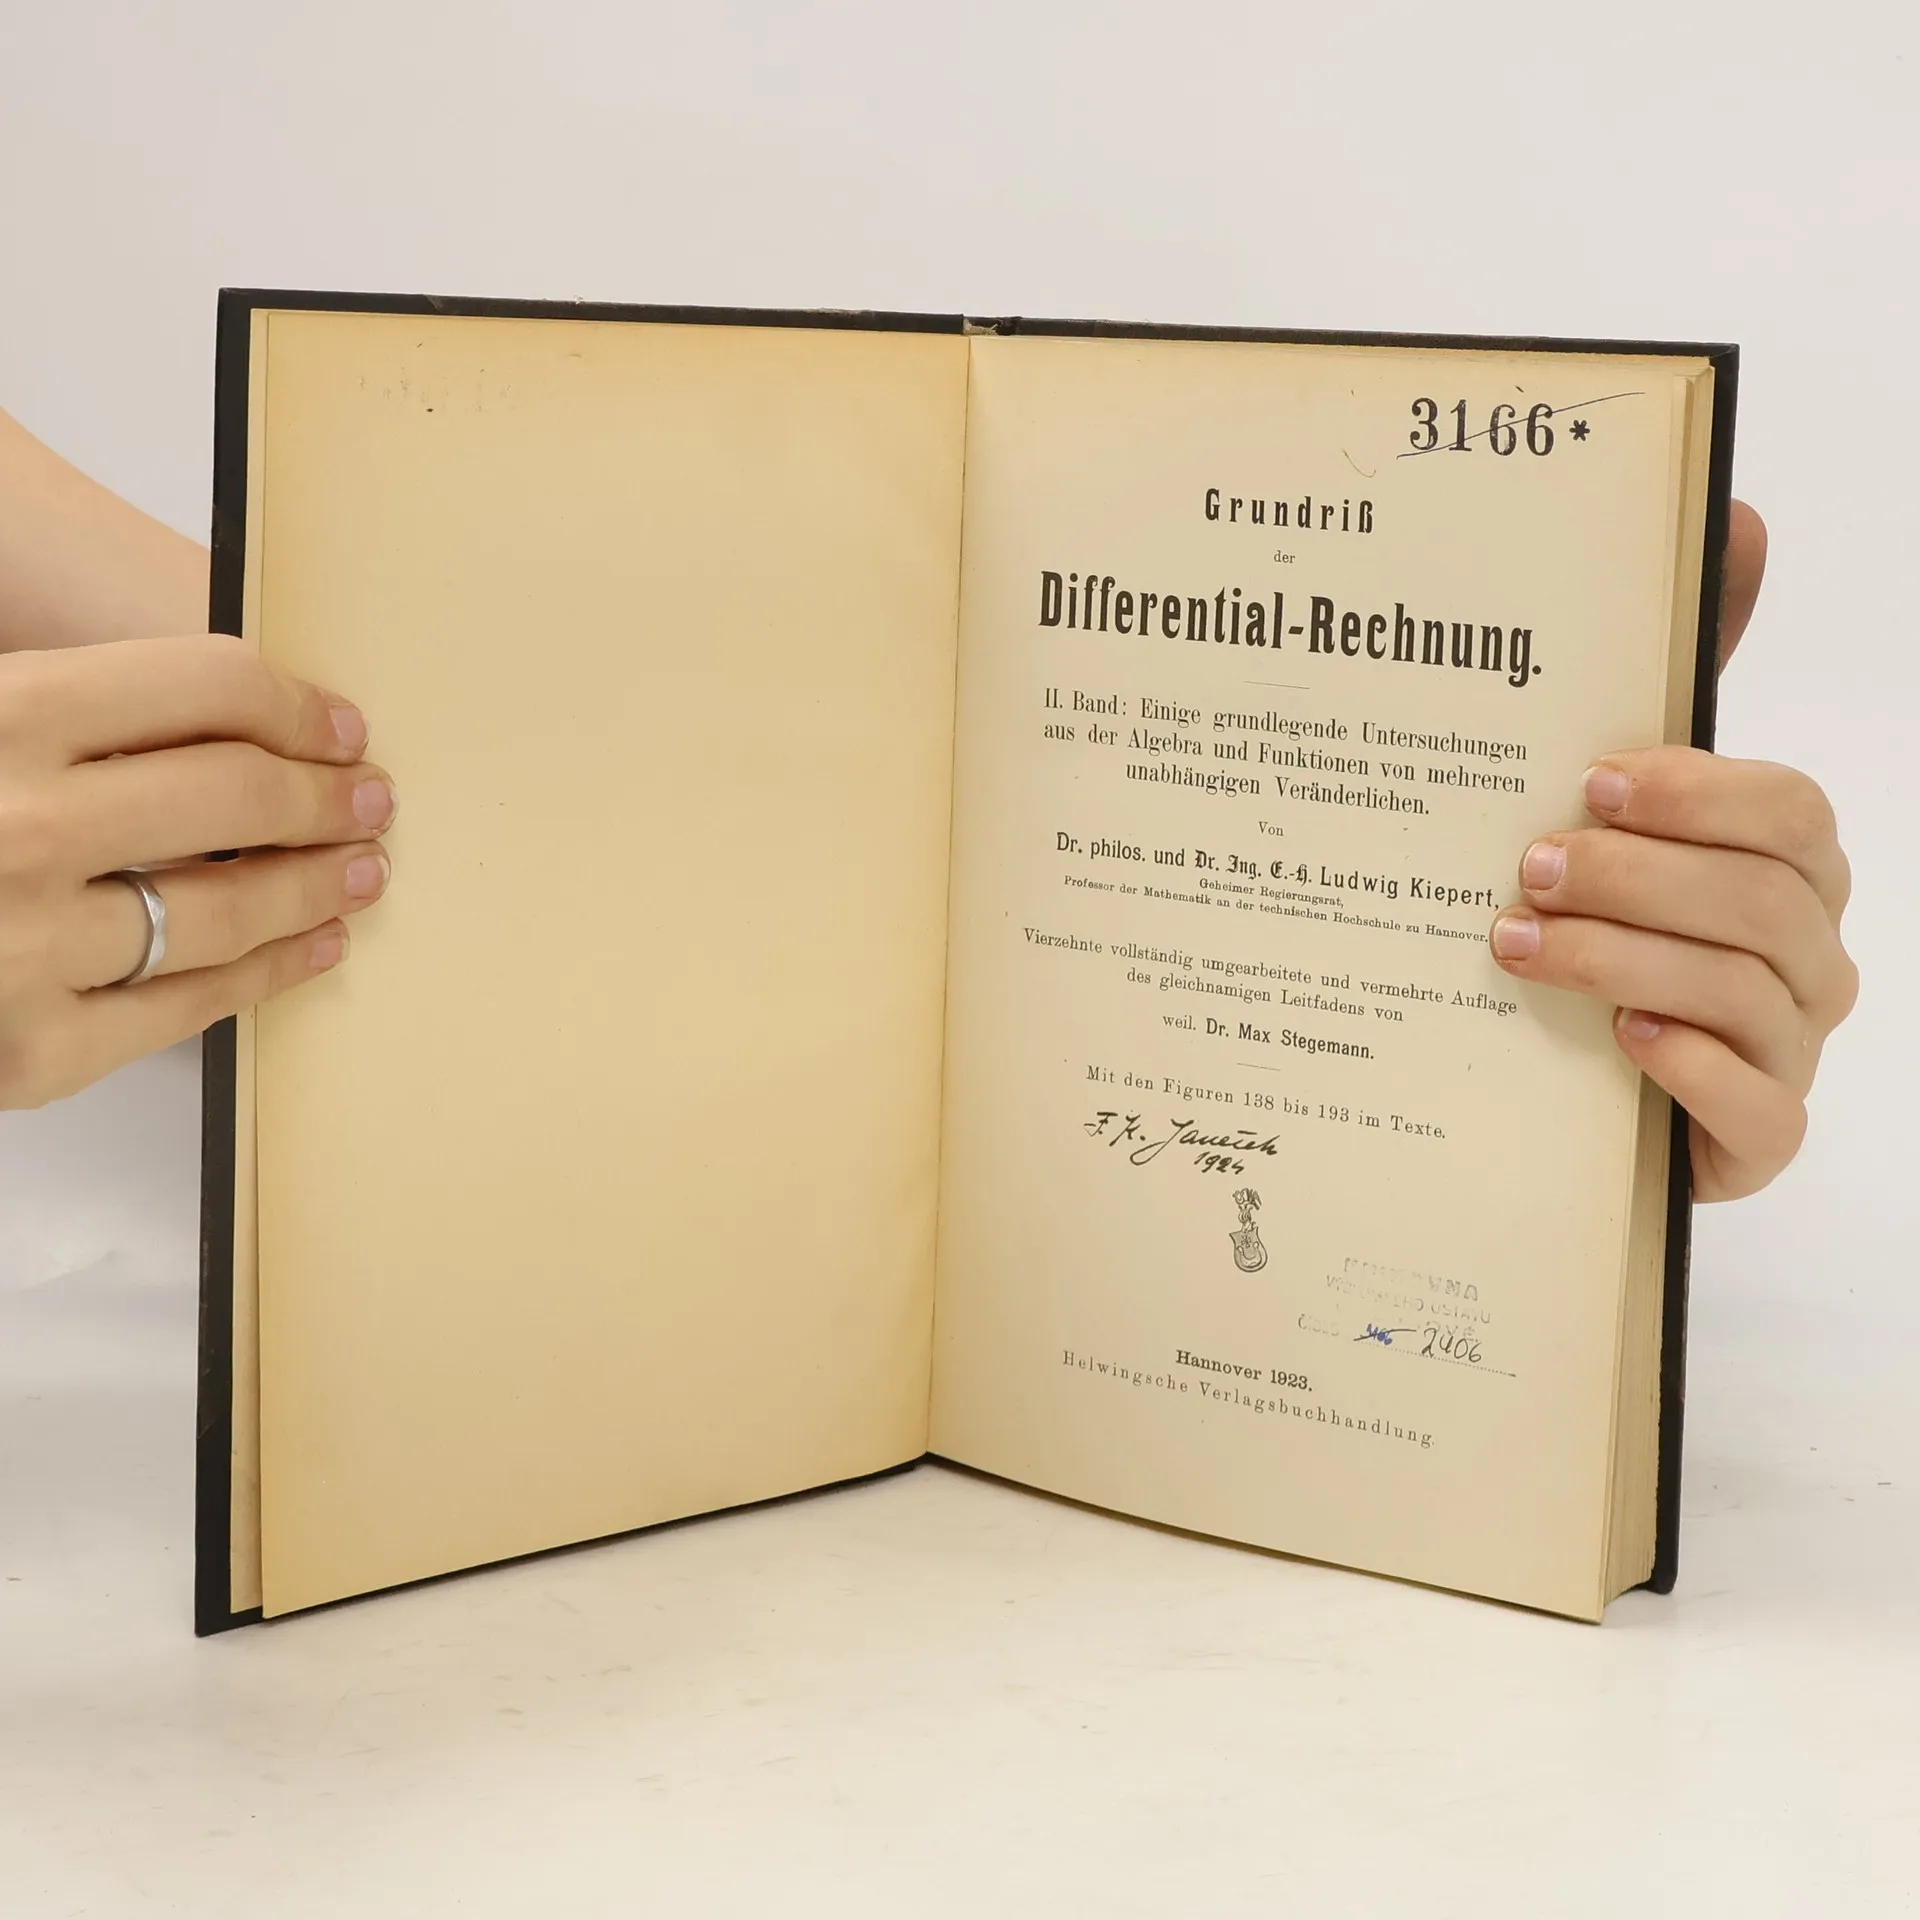 3166*
Grundriß
der
Differential-Rechnung.
II. Band: Einige grundlegende Untersuchungen
aus der Algebra und Funktionen von mehreren
unabhängigen Veränderlichen.
Von
Dr. philos. und Dr. Ing. E.-H. Ludwig Kiepert,
Geheimer Regierungsrat,
Professor der Mathematik an der technischen Hochschule zu Hannover.
Vierzehnte vollständig umgearbeitete und vermehrte Auflage
des gleichnamigen Leitfadens von
weil. Dr. Max Stegemann.
Mit den Figuren 138 bis 193 im Texte.
F. K. Janeček
1924
3166 2406
Hannover 1923.
Helwingsche Verlagsbuchhandlung.